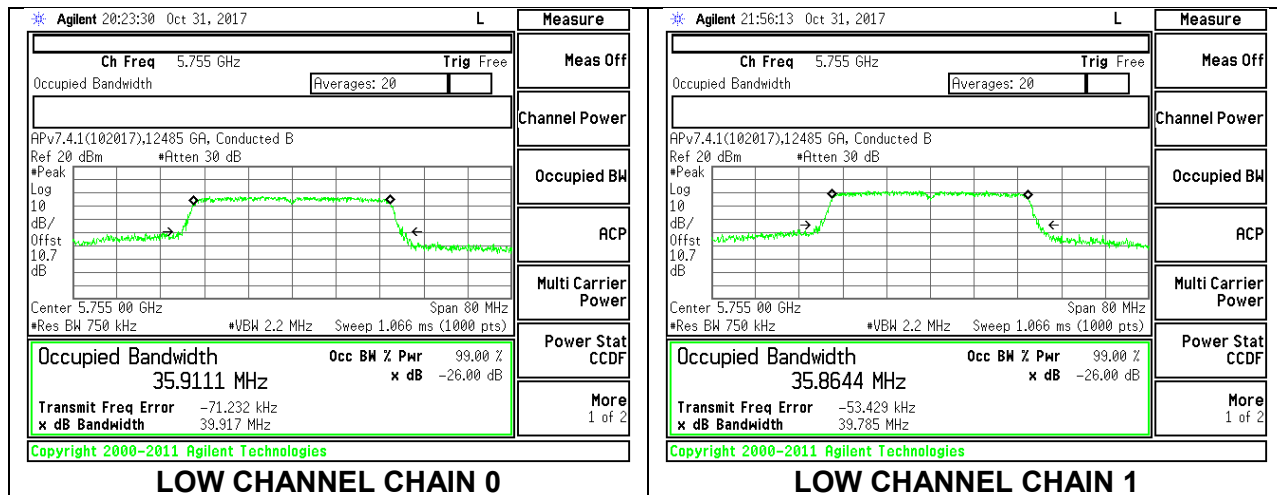 Agilent 20:23:30 Oct 31, 2017 L Measure
Ch Freq 5.755 GHz Trig Free
Occupied Bandwidth Averages: 20
APv7.4.1(102017),12485 GA, Conducted B
Ref 20 dBm #Atten 30 dB
#Peak
Log
10
dB/
Offst
10.7
dB
Center 5.755 00 GHz Span 80 MHz
#Res BW 750 kHz #VBW 2.2 MHz Sweep 1.066 ms (1000 pts)
Occupied Bandwidth Occ BW % Pwr 99.00 %
35.9111 MHz x dB -26.00 dB
Transmit Freq Error -71.232 kHz
x dB Bandwidth 39.917 MHz
Copyright 2000-2011 Agilent Technologies
Meas Off
Channel Power
Occupied BW
ACP
Multi Carrier
Power
Power Stat
CCDF
More
1 of 2
LOW CHANNEL CHAIN 0
Agilent 21:56:13 Oct 31, 2017 L Measure
Ch Freq 5.755 GHz Trig Free
Occupied Bandwidth Averages: 20
APv7.4.1(102017),12485 GA, Conducted B
Ref 20 dBm #Atten 30 dB
#Peak
Log
10
dB/
Offst
10.7
dB
Center 5.755 00 GHz Span 80 MHz
#Res BW 750 kHz #VBW 2.2 MHz Sweep 1.066 ms (1000 pts)
Occupied Bandwidth Occ BW % Pwr 99.00 %
35.8644 MHz x dB -26.00 dB
Transmit Freq Error -53.429 kHz
x dB Bandwidth 39.785 MHz
Copyright 2000-2011 Agilent Technologies
Meas Off
Channel Power
Occupied BW
ACP
Multi Carrier
Power
Power Stat
CCDF
More
1 of 2
LOW CHANNEL CHAIN 1